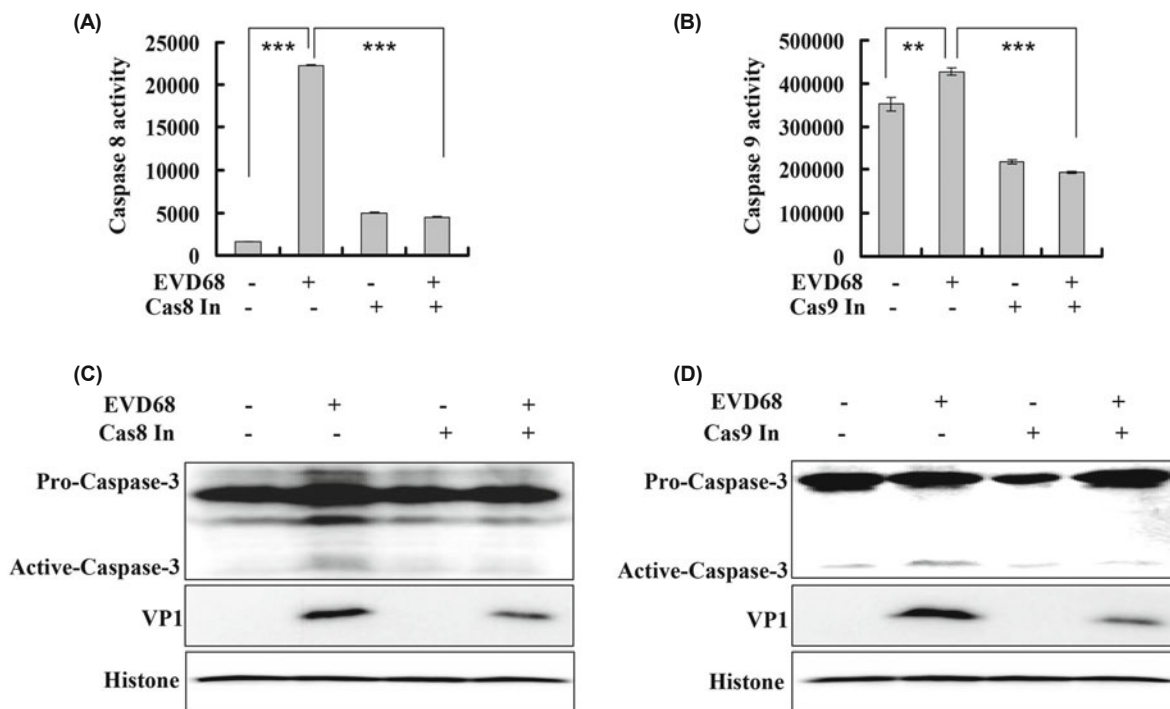 (A)
*** ***
25000
20000
15000
10000
5000
0
Caspase 8 activity
EVD68 - + - +
Cas8 In - - + +
(B)
** ***
500000
400000
300000
200000
100000
0
Caspase 9 activity
EVD68 - + - +
Cas9 In - - + +
(C)
EVD68 - + - +
Cas8 In - - + +
Pro-Caspase-3
Active-Caspase-3
VP1
Histone
(D)
EVD68 - + - +
Cas9 In - - + +
Pro-Caspase-3
Active-Caspase-3
VP1
Histone